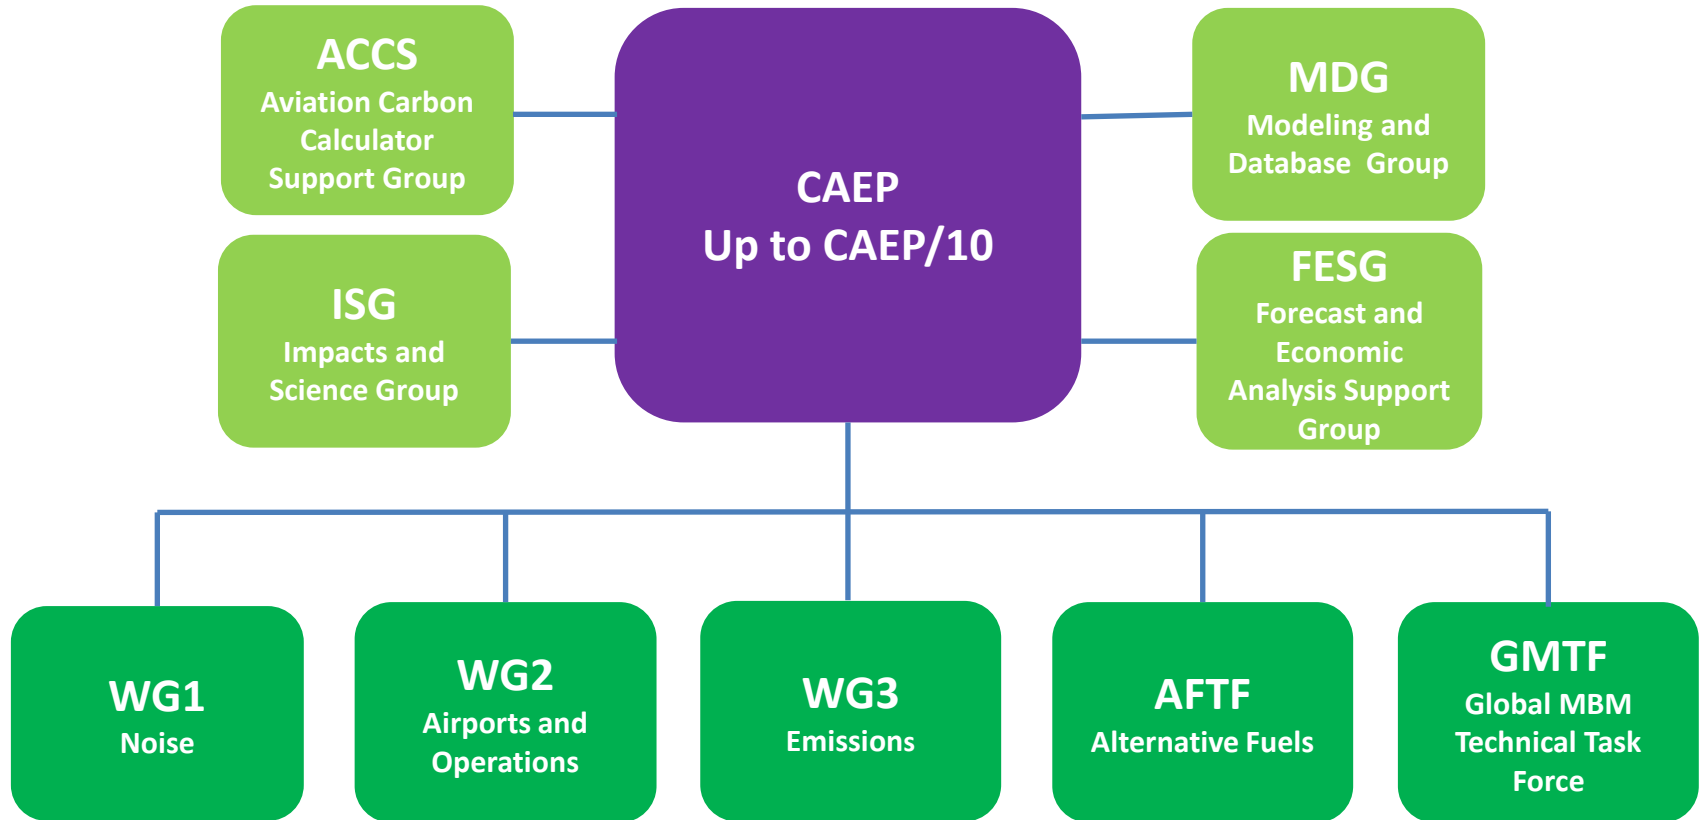 ACCS
Aviation Carbon
Calculator
Support Group
CAEP
Up to CAEP/10
MDG
Modeling and
Database Group
ISG
Impacts and
Science Group
FESG
Forecast and
Economic
Analysis Support
Group
WG1
Noise
WG2
Airports and
Operations
WG3
Emissions
AFTF
Alternative Fuels
GMTF
Global MBM
Technical Task
Force